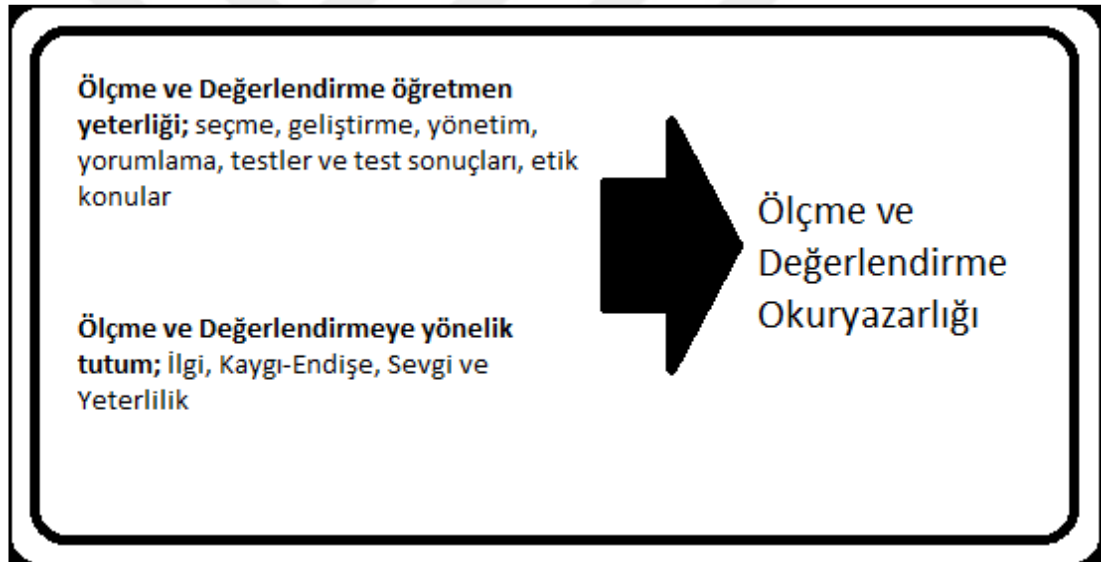 Ölçme ve Değerlendirme öğretmen
yeterliği; seçme, geliştirme, yönetim,
yorumlama, testler ve test sonuçları, etik
konular
Ölçme ve Değerlendirmeye yönelik
tutum; İlgi, Kaygı-Endişe, Sevgi ve
Yeterlilik
Ölçme ve
Değerlendirme
Okuryazarlığı